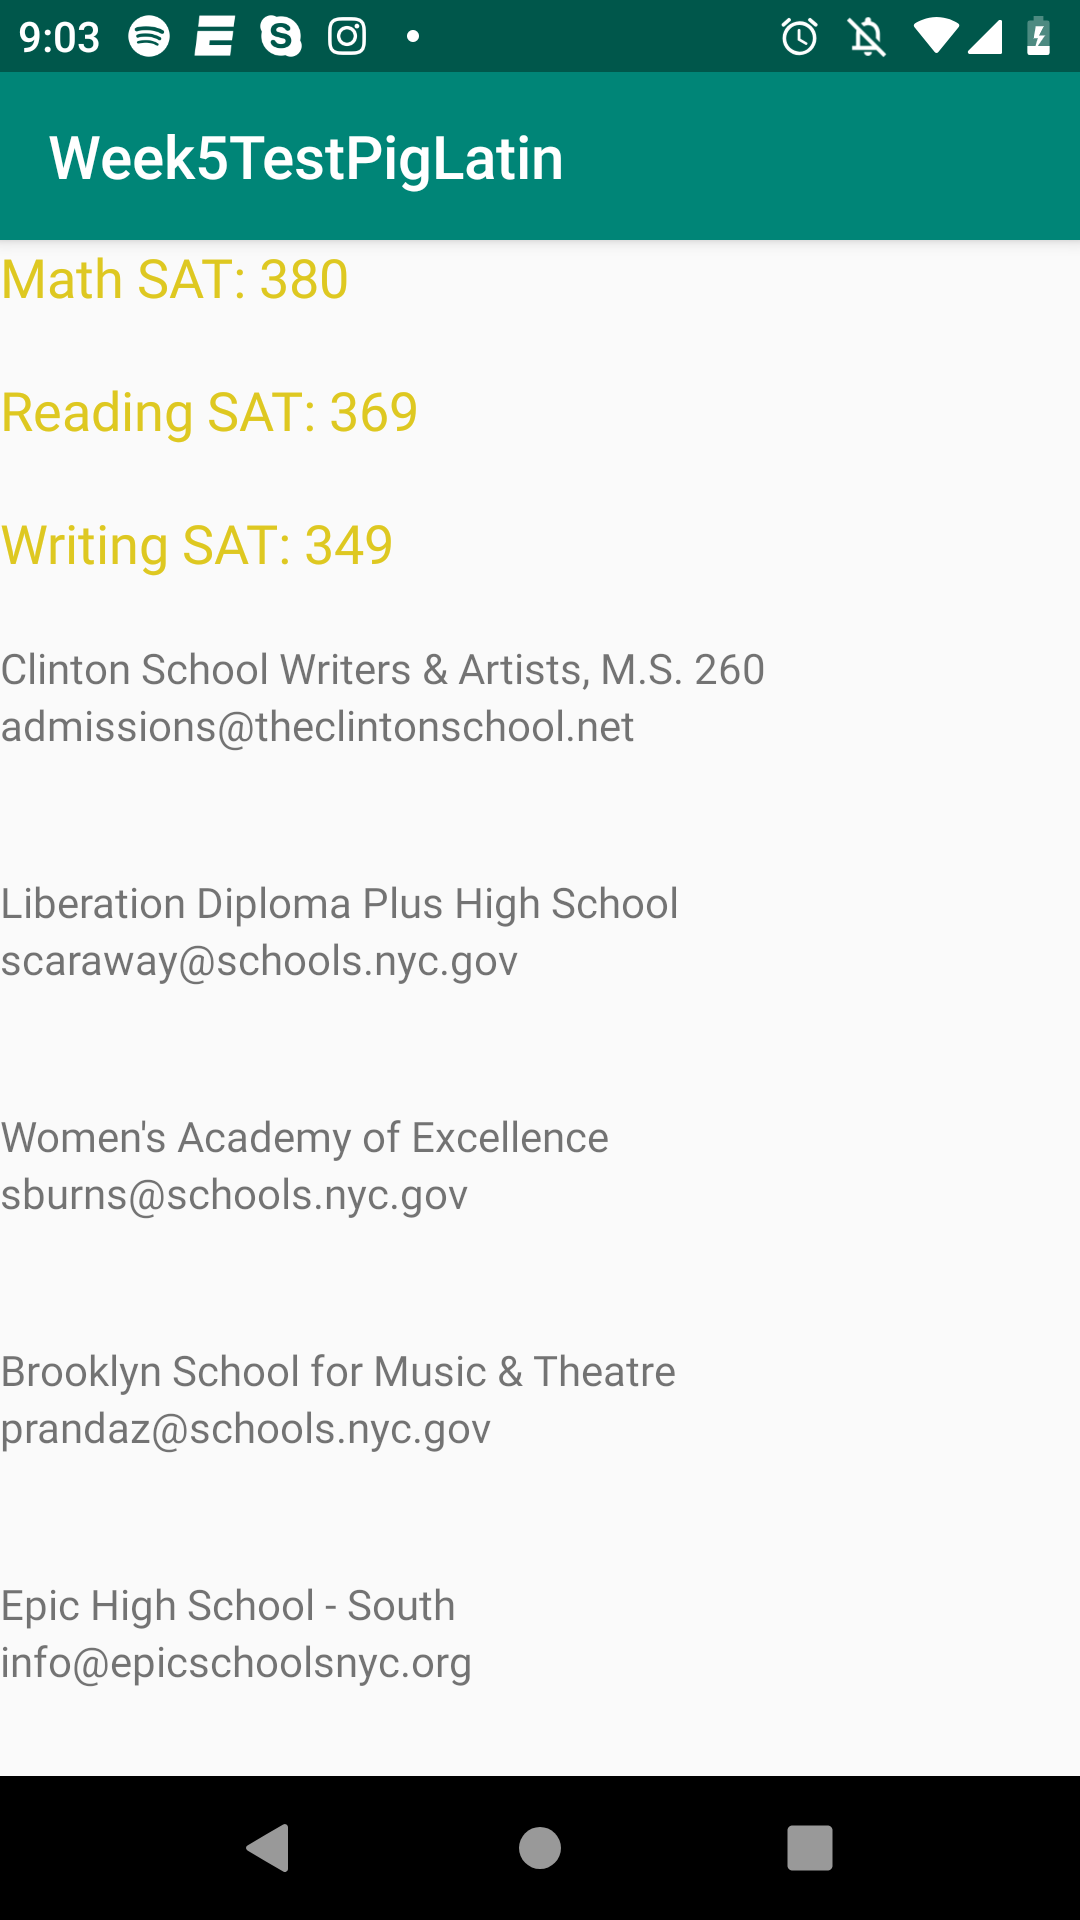 9:03
Week5TestPigLatin
Math SAT: 380
Reading SAT: 369
Writing SAT: 349
Clinton School Writers & Artists, M.S. 260
admissions@theclintonschool.net
Liberation Diploma Plus High School
scaraway@schools.nyc.gov
Women's Academy of Excellence
sburns@schools.nyc.gov
Brooklyn School for Music & Theatre
prandaz@schools.nyc.gov
Epic High School - South
info@epicschoolsnyc.org